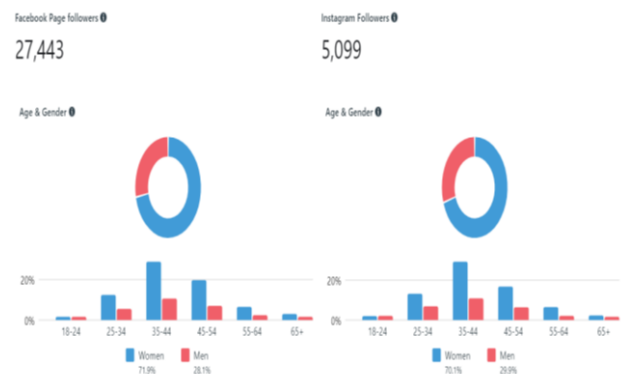 Facebook Page followers
27,443
Age & Gender
20%
0%
18-24 25-34 35-44 45-54 55-64 65+
Women Men
71.9% 28.1%
Instagram Followers
5,099
Age & Gender
20%
0%
18-24 25-34 35-44 45-54 55-64 65+
Women Men
70.1% 29.9%